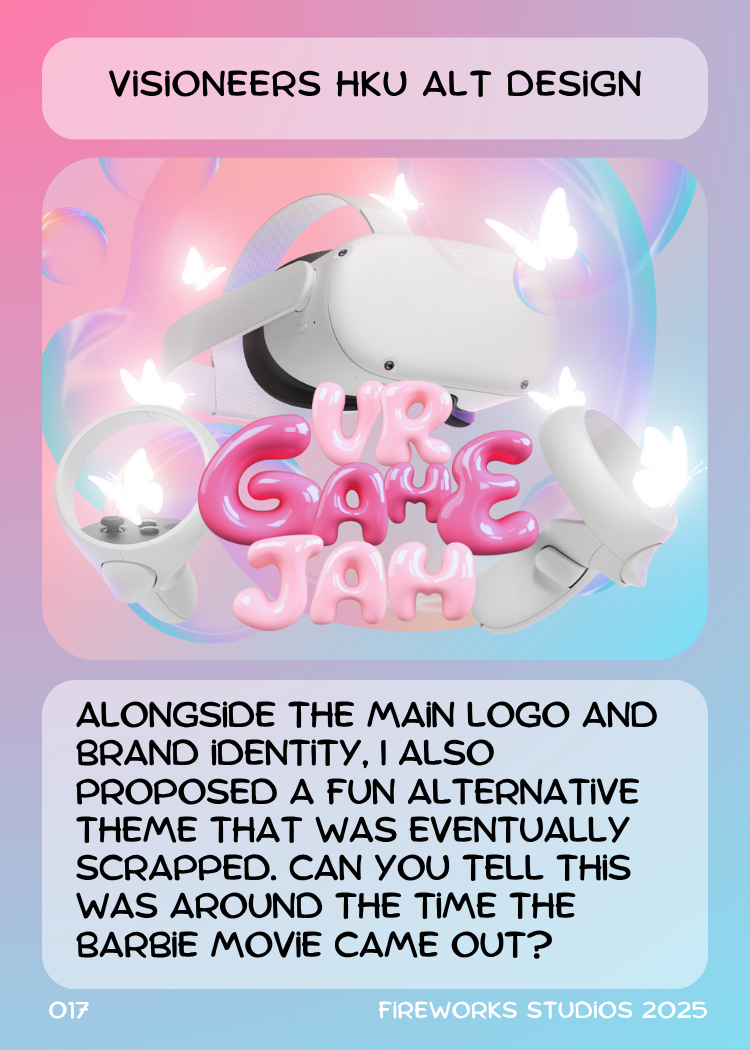 VISIONEERS HKU ALT DESIGN
VR
GAME
JAM
ALONGSIDE THE MAIN LOGO AND
BRAND IDENTITY, I ALSO
PROPOSED A FUN ALTERNATIVE
THEME THAT WAS EVENTUALLY
SCRAPPED. CAN YOU TELL THIS
WAS AROUND THE TIME THE
BARBIE MOVIE CAME OUT?
017
FIREWORKS STUDIOS 2025